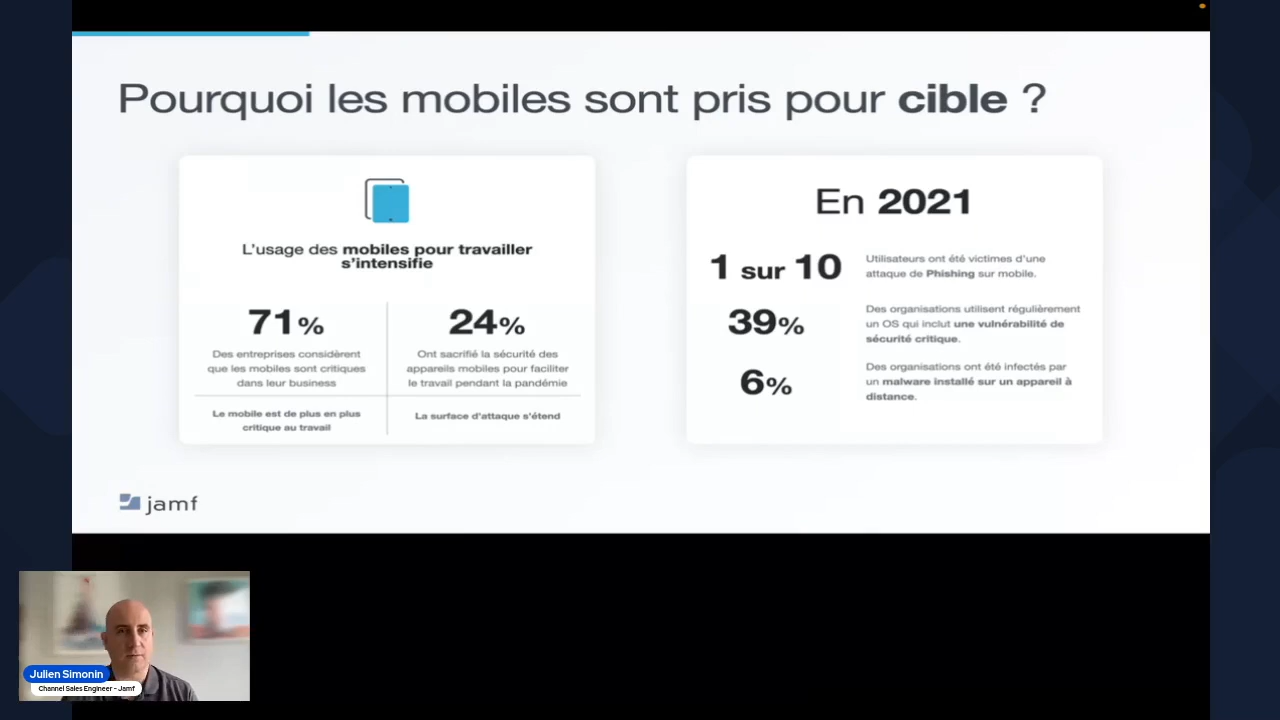 Pourquoi les mobiles sont pris pour cible ?
L'usage des mobiles pour travailler
s'intensifie
71%
Des entreprises considèrent
que les mobiles sont critiques
dans leur business
Le mobile est de plus en plus
critique au travail
24%
Ont sacrifié la sécurité des
appareils mobiles pour faciliter
le travail pendant la pandémie
La surface d'attaque s'étend
En 2021
1 sur 10
Utilisateurs ont été victimes d'une
attaque de Phishing sur mobile.
39%
Des organisations utilisent régulièrement
un OS qui inclut une vulnérabilité de
sécurité critique.
6%
Des organisations ont été infectés par
un malware installé sur un appareil à
distance.
jamf
Julien Simonin
Channel Sales Engineer - Jamf